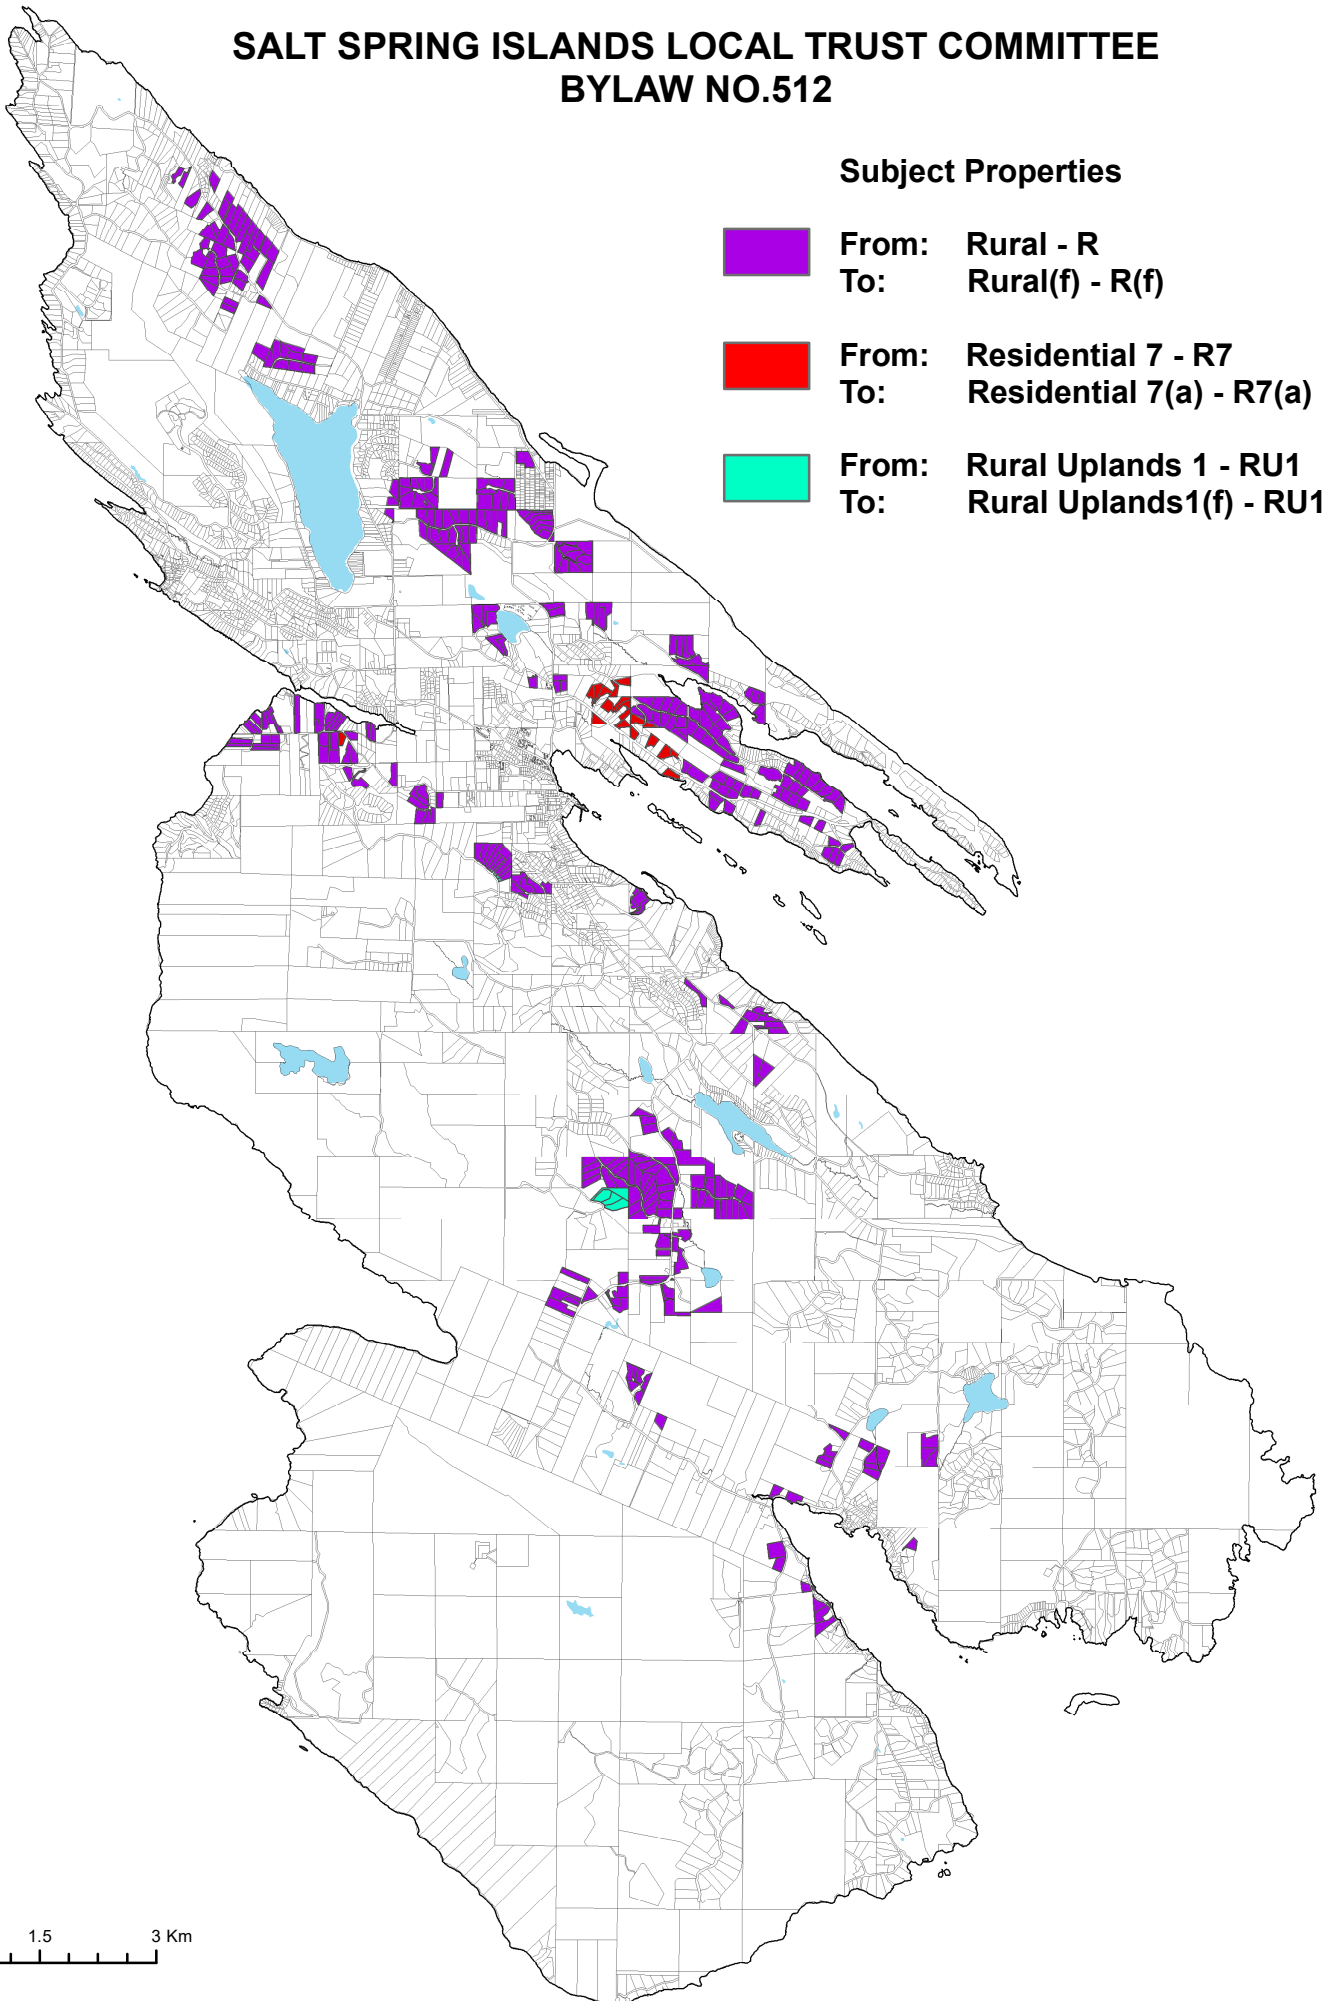 SALT SPRING ISLANDS LOCAL TRUST COMMITTEE
BYLAW NO.512
Subject Properties
From: Rural - R
To: Rural(f) - R(f)
From: Residential 7 - R7
To: Residential 7(a) - R7(a)
From: Rural Uplands 1 - RU1
To: Rural Uplands1(f) - RU1
1.5 3 Km